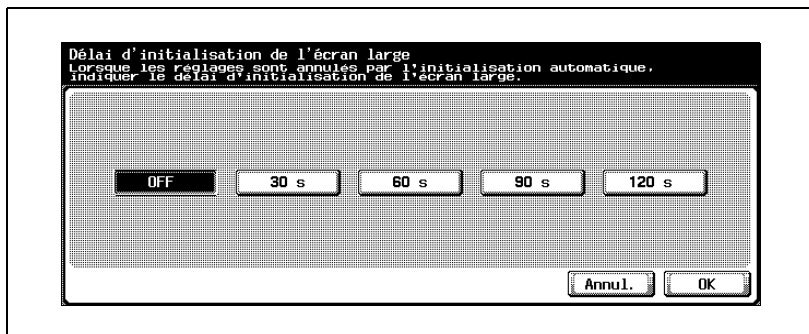 Délai d'initialisation de l'écran large
Lorsque les réglages sont annulés par l'initialisation automatique,
indiquer le délai d'initialisation de l'écran large.
OFF
30 s
60 s
90 s
120 s
Annul.
OK